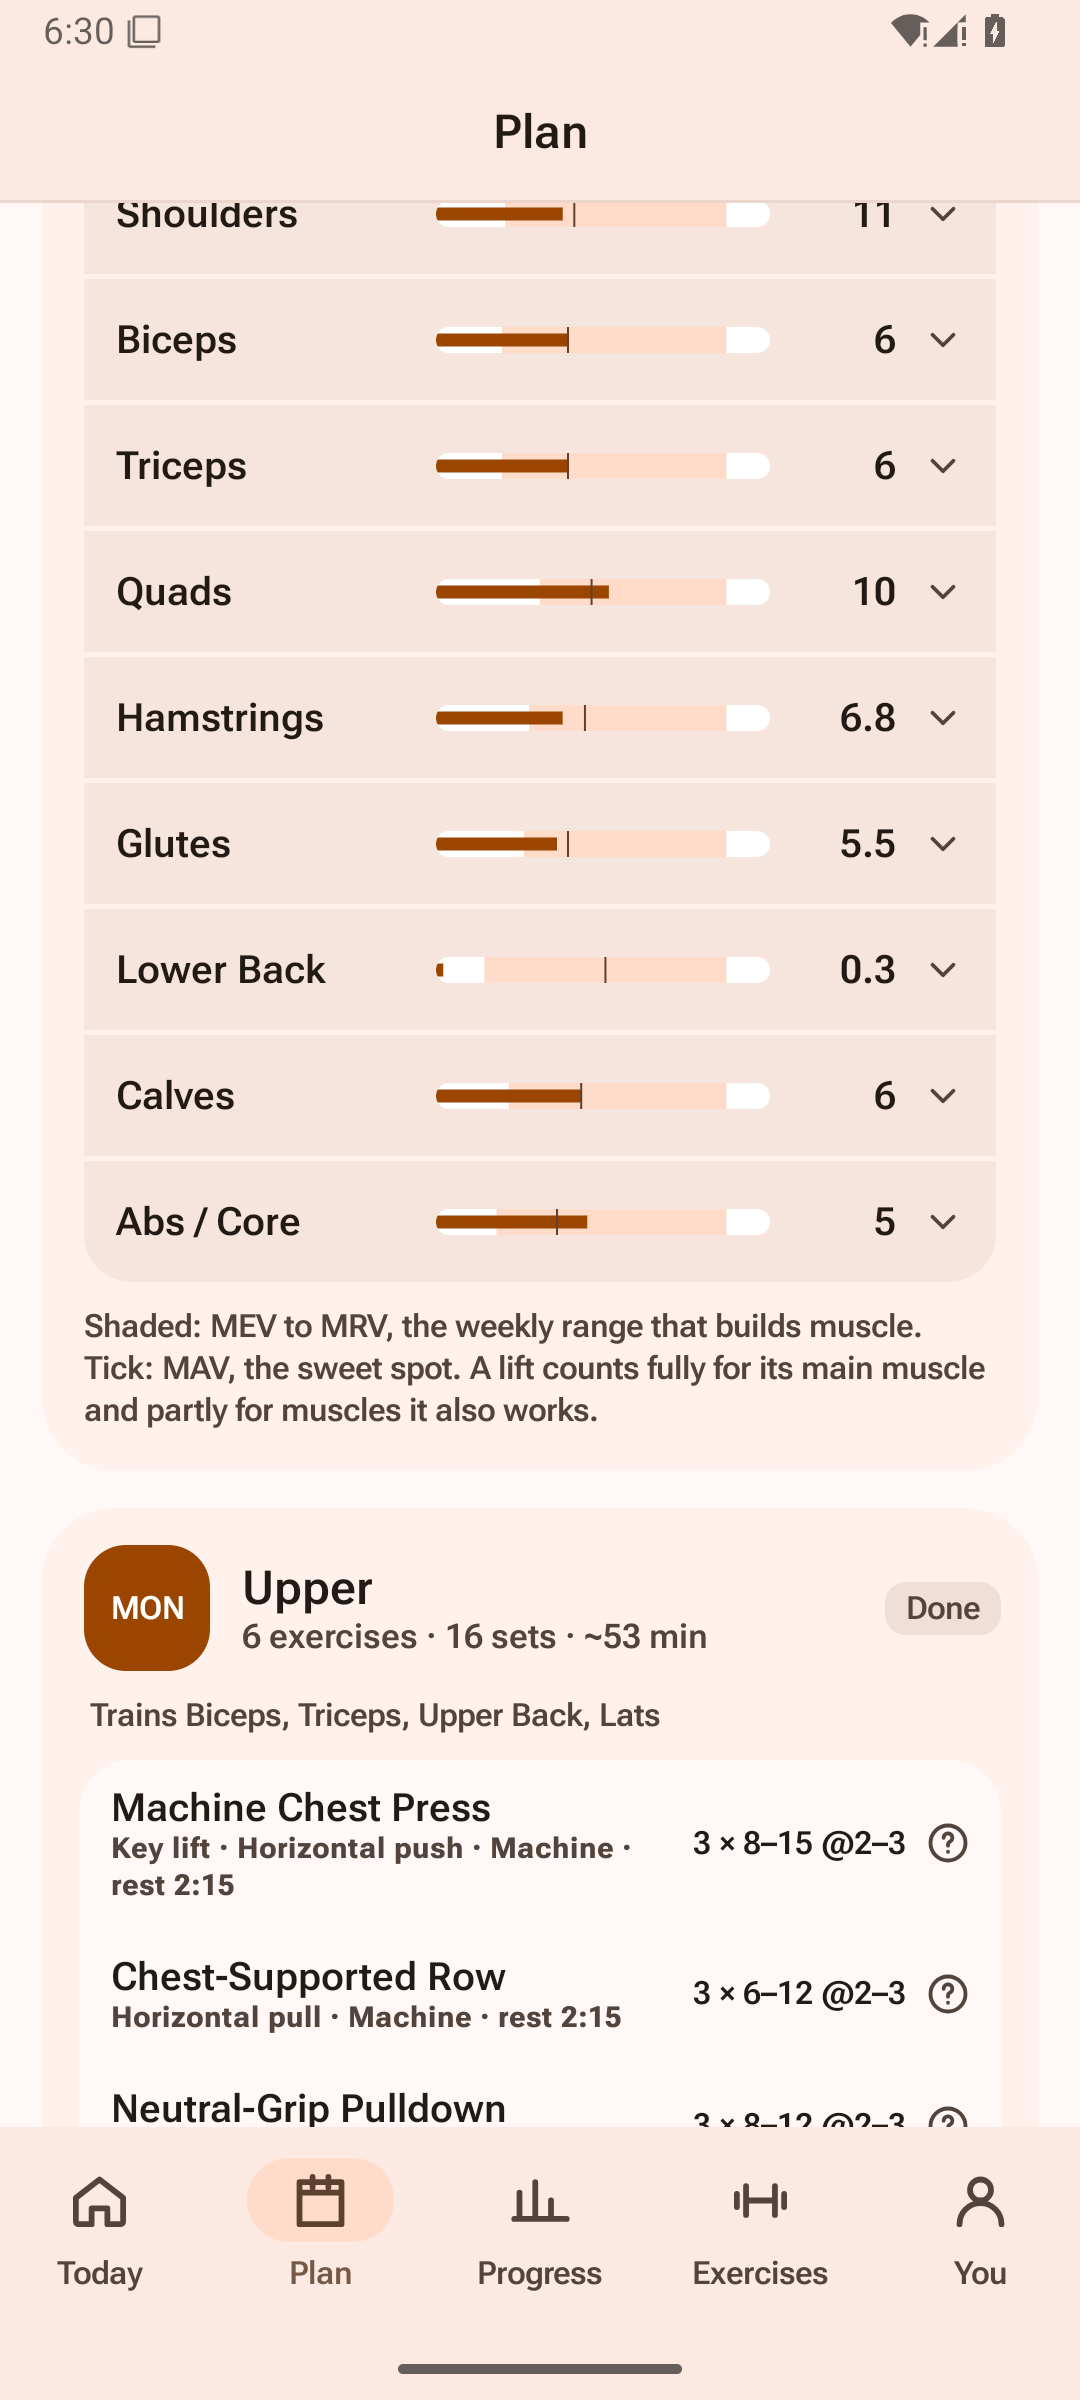 6:30
Plan
Shoulders 11
Biceps 6
Triceps 6
Quads 10
Hamstrings 6.8
Glutes 5.5
Lower Back 0.3
Calves 6
Abs / Core 5
Shaded: MEV to MRV, the weekly range that builds muscle.
Tick: MAV, the sweet spot. A lift counts fully for its main muscle
and partly for muscles it also works.
MON
Upper
6 exercises · 16 sets · ~53 min
Done
Trains Biceps, Triceps, Upper Back, Lats
Machine Chest Press
Key lift · Horizontal push · Machine ·
rest 2:15
3 × 8–15 @2–3
Chest-Supported Row
Horizontal pull · Machine · rest 2:15
3 × 6–12 @2–3
Neutral-Grip Pulldown
3 × 8–12 @2–3
Today
Plan
Progress
Exercises
You